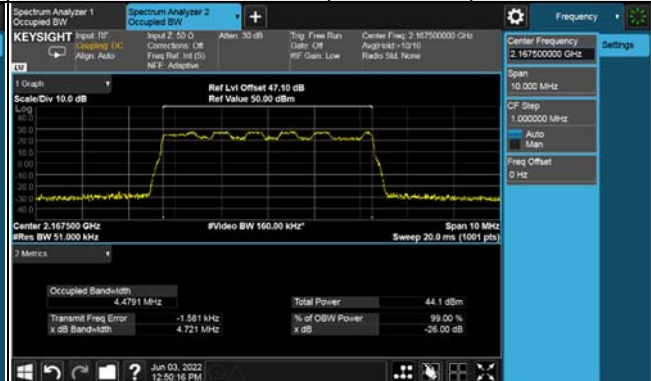 Spectrum Analyzer 1
Occupied BW
Spectrum Analyzer 2
Occupied BW
Frequency
KEYSIGHT
Input: RF
Coupling: DC
Align: Auto
Input Z: 50 Ω
Corrections: Off
Freq Ref: Int (S)
NFE: Adaptive
Atten: 30 dB
Trig: Free Run
Gate: Off
#IF Gain: Low
Center Freq: 2.167500000 GHz
Avg|Hold:>10/10
Radio Std: None
Center Frequency
2.167500000 GHz
Settings
Span
10.000 MHz
CF Step
1.000000 MHz
Auto
Man
Freq Offset
0 Hz
1 Graph
Scale/Div 10.0 dB
Ref Lvl Offset 47.10 dB
Ref Value 50.00 dBm
Log
40.0
30.0
20.0
10.0
0.00
-10.0
-20.0
-30.0
-40.0
Center 2.167500 GHz
#Res BW 51.000 kHz
#Video BW 160.00 kHz*
Span 10 MHz
Sweep 20.0 ms (1001 pts)
2 Metrics
Occupied Bandwidth
4.4791 MHz
Total Power
44.1 dBm
Transmit Freq Error
-1.581 kHz
% of OBW Power
99.00 %
x dB Bandwidth
4.721 MHz
x dB
-26.00 dB
Jun 03, 2022
12:50:16 PM